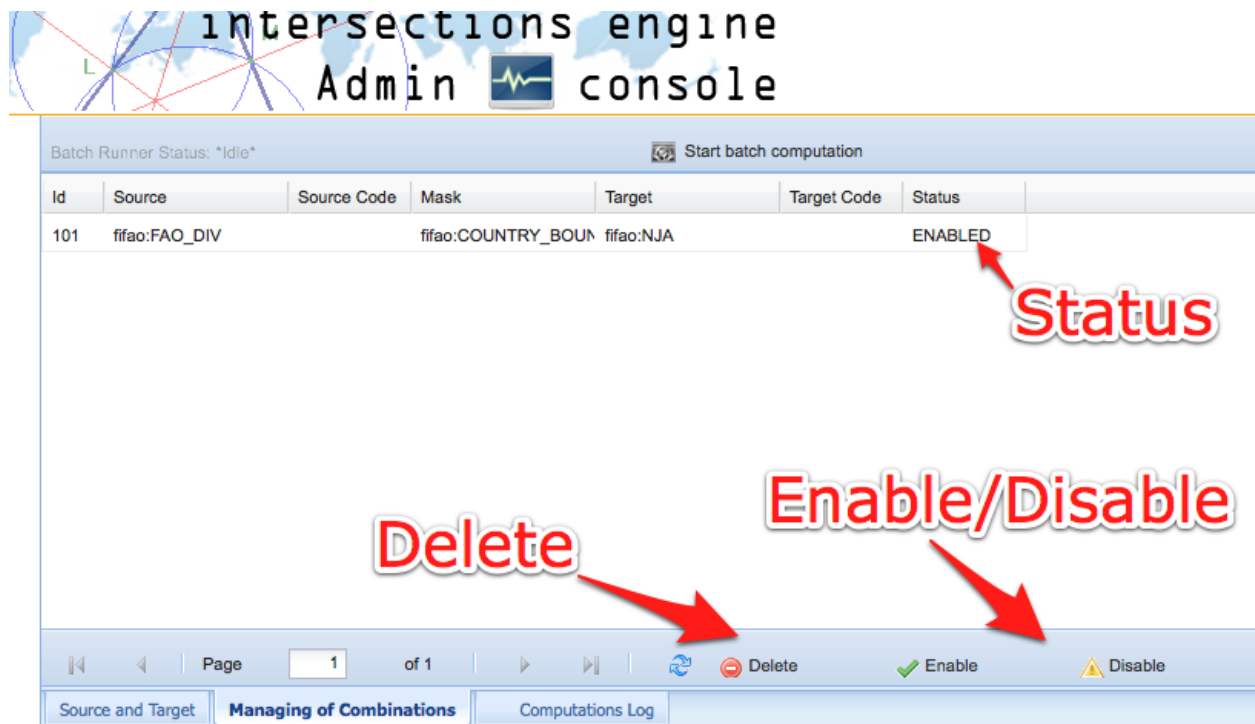 intersections engine
Admin console
L
Batch Runner Status: *Idle*
Start batch computation
Id Source Source Code Mask Target Target Code Status
101 fifao:FAO_DIV fifao:COUNTRY_BOUN fifao:NJA ENABLED
Status
Enable/Disable
Delete
Page 1 of 1 Delete Enable Disable
Source and Target Managing of Combinations Computations Log